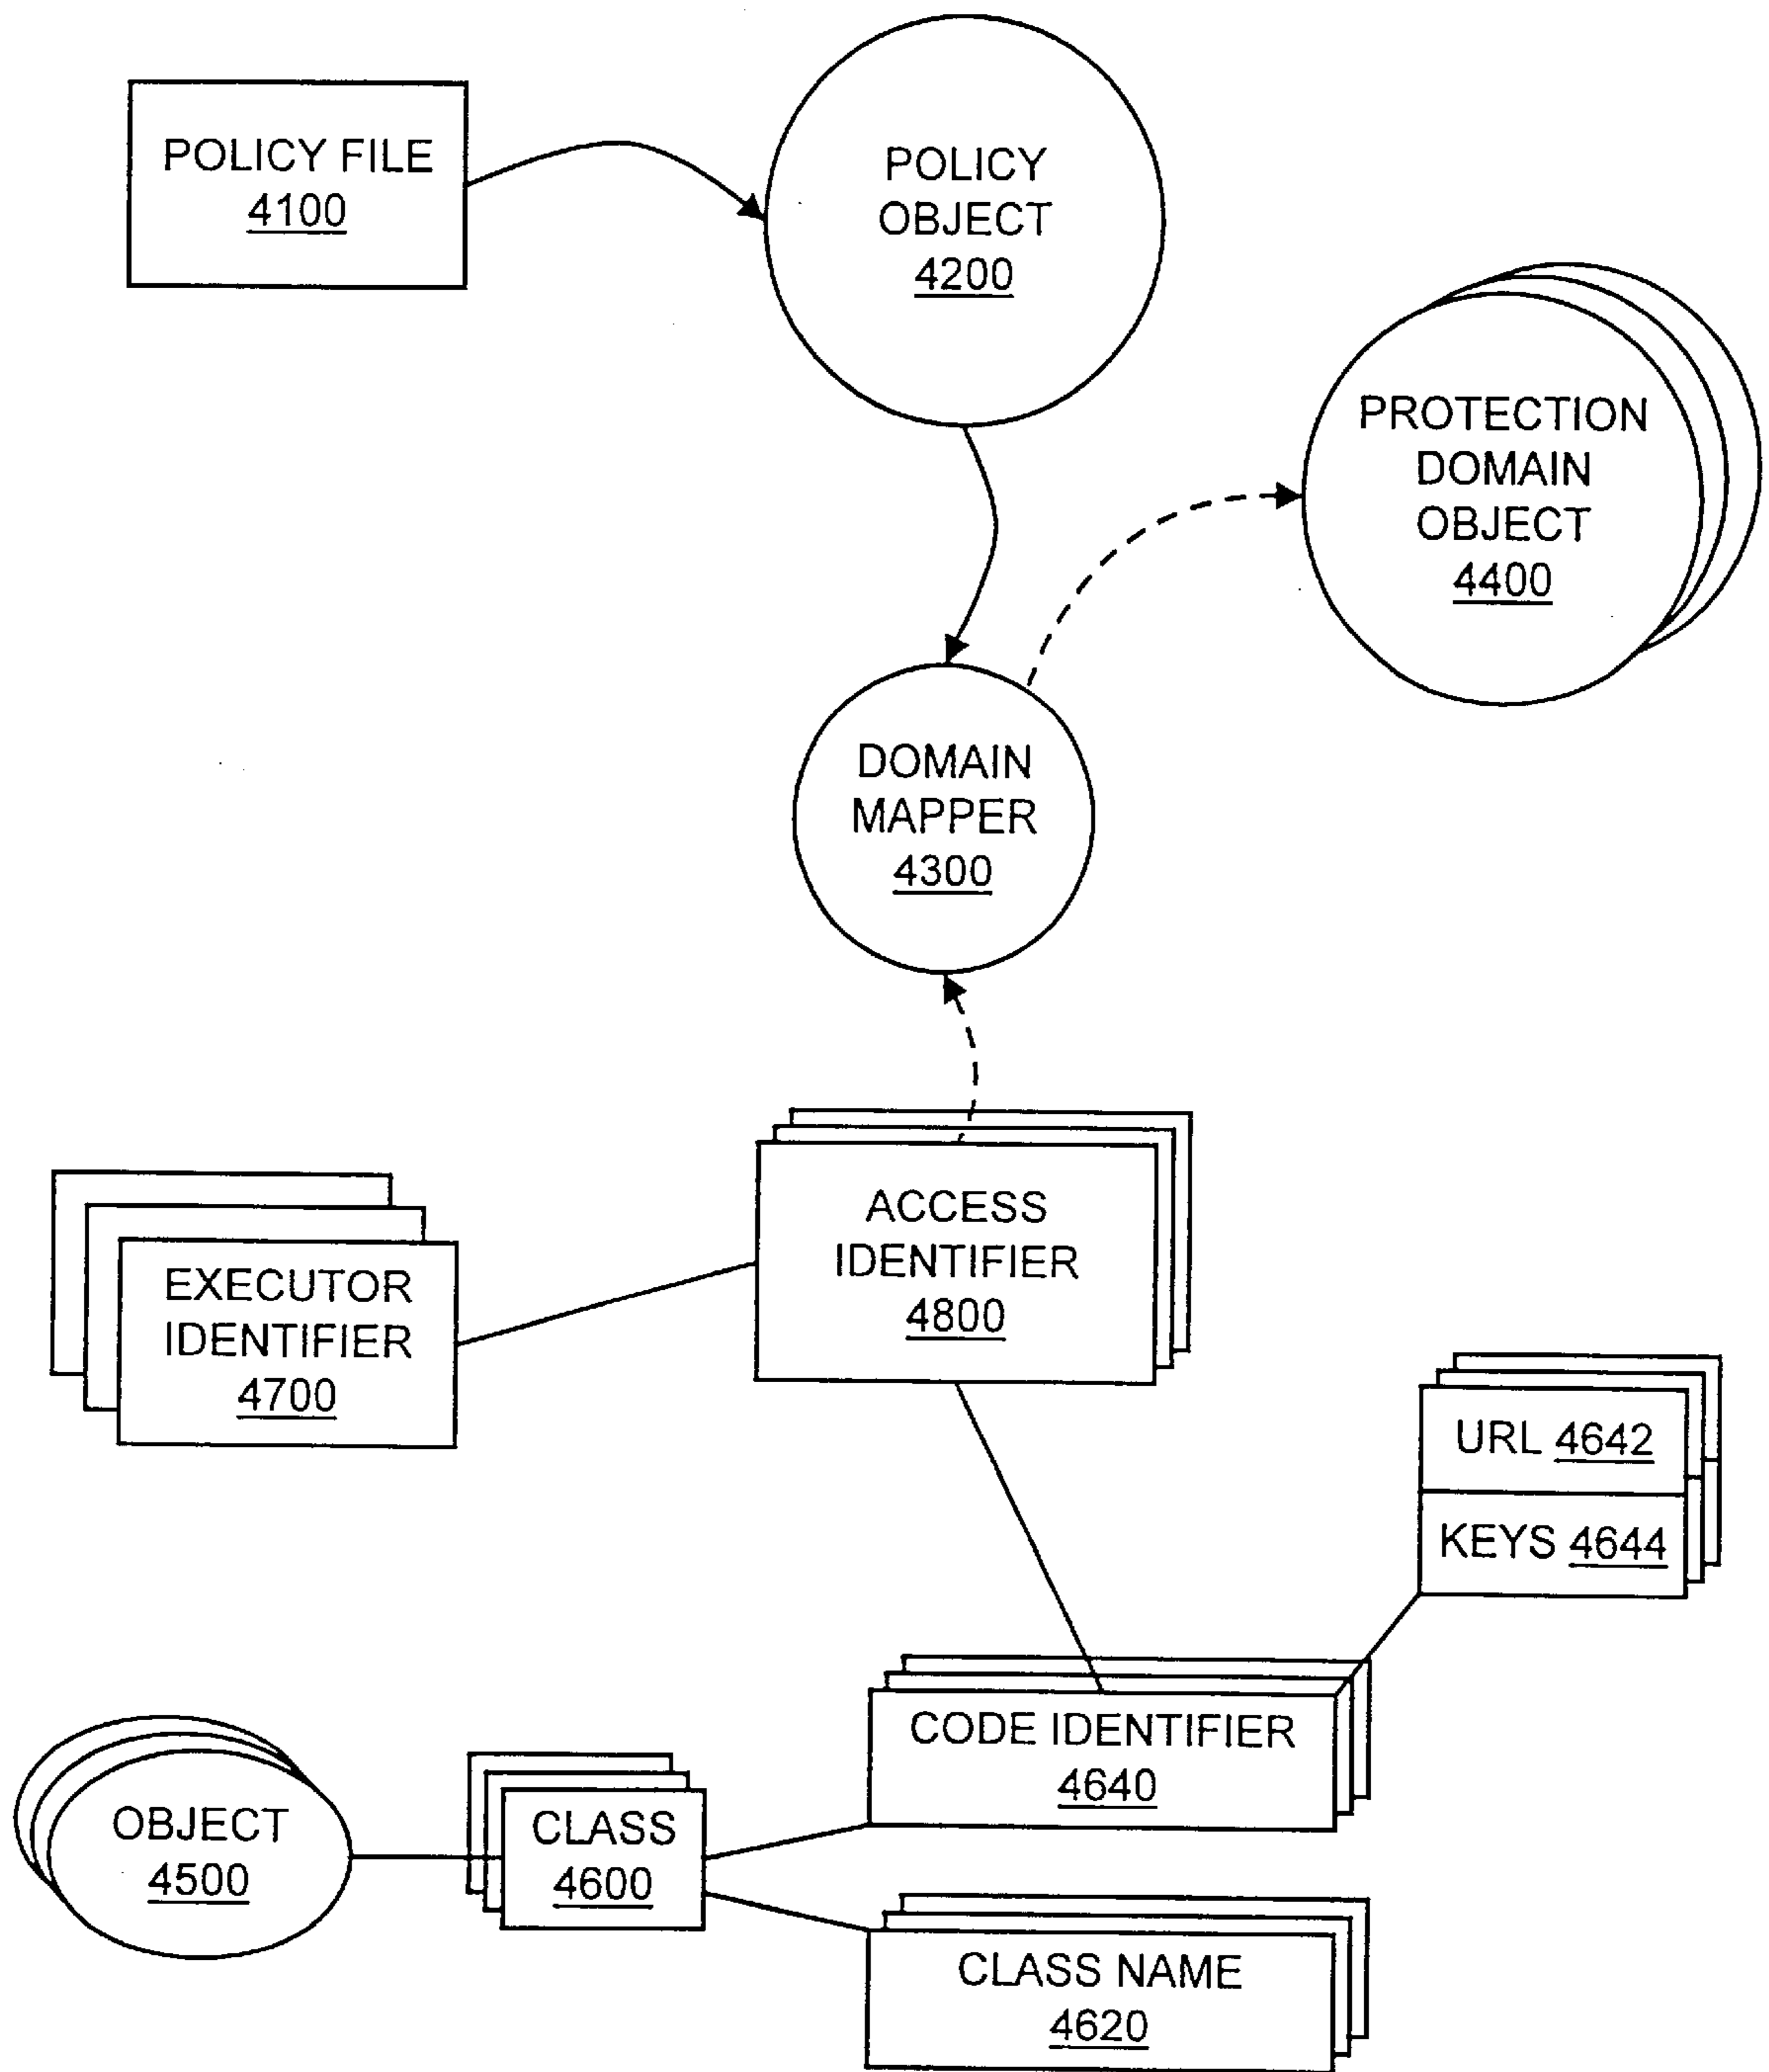 POLICY FILE
4100
POLICY
OBJECT
4200
PROTECTION
DOMAIN
OBJECT
4400
DOMAIN
MAPPER
4300
ACCESS
IDENTIFIER
4800
EXECUTOR
IDENTIFIER
4700
URL 4642
KEYS 4644
CODE IDENTIFIER
4640
OBJECT
4500
CLASS
4600
CLASS NAME
4620